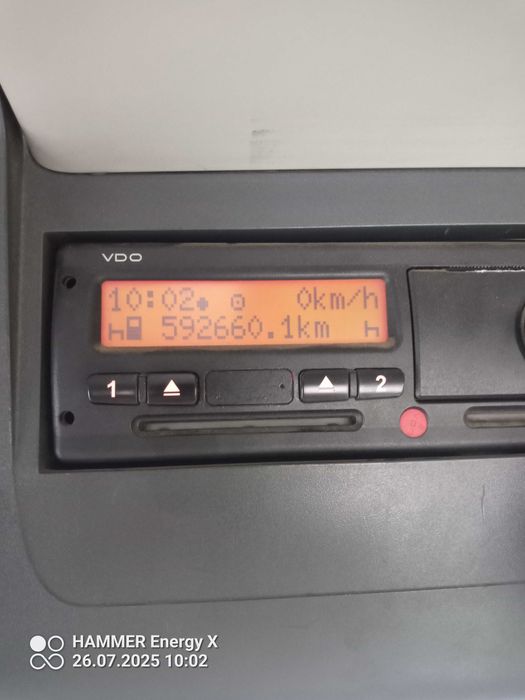 VDO
10:02 0km/h
592660.1km h
1 2
HAMMER Energy X
26.07.2025 10:02